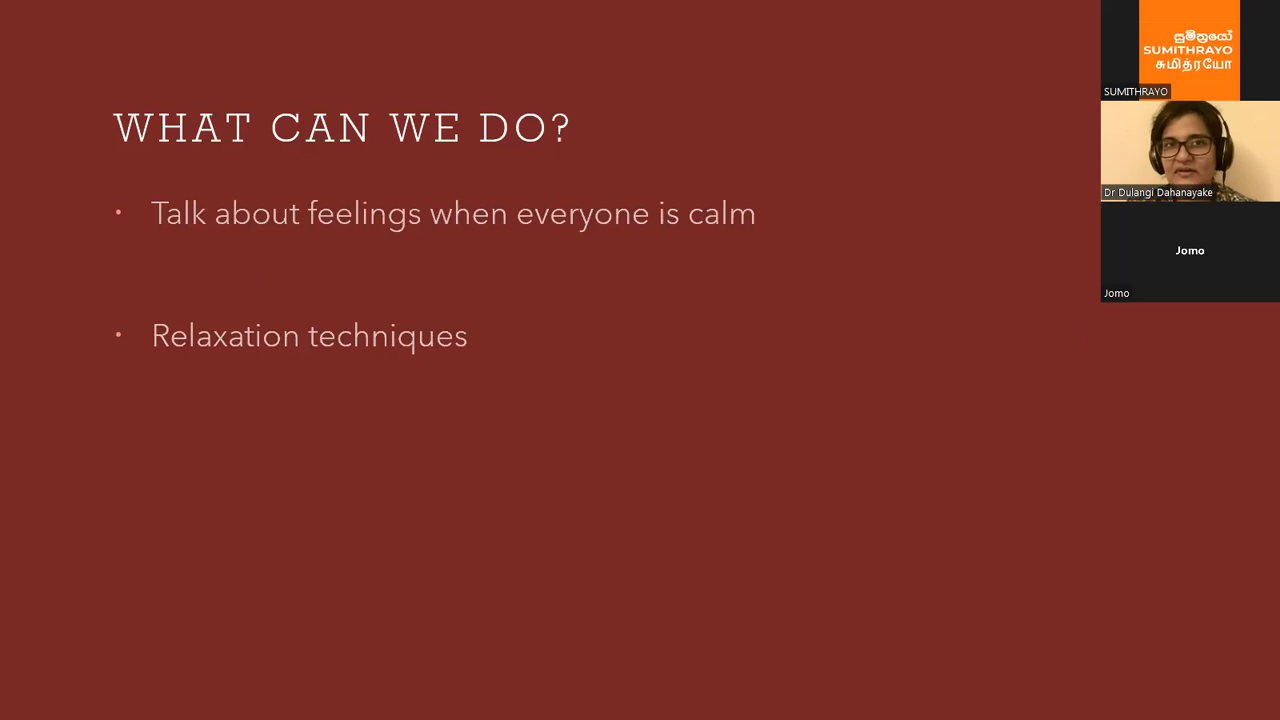 WHAT CAN WE DO?
• Talk about feelings when everyone is calm
• Relaxation techniques
සුමිත්‍රයෝ
SUMITHRAYO
சுமித்ரயோ
SUMITHRAYO
Dr Dulangi Dahanayake
Jomo
Jomo